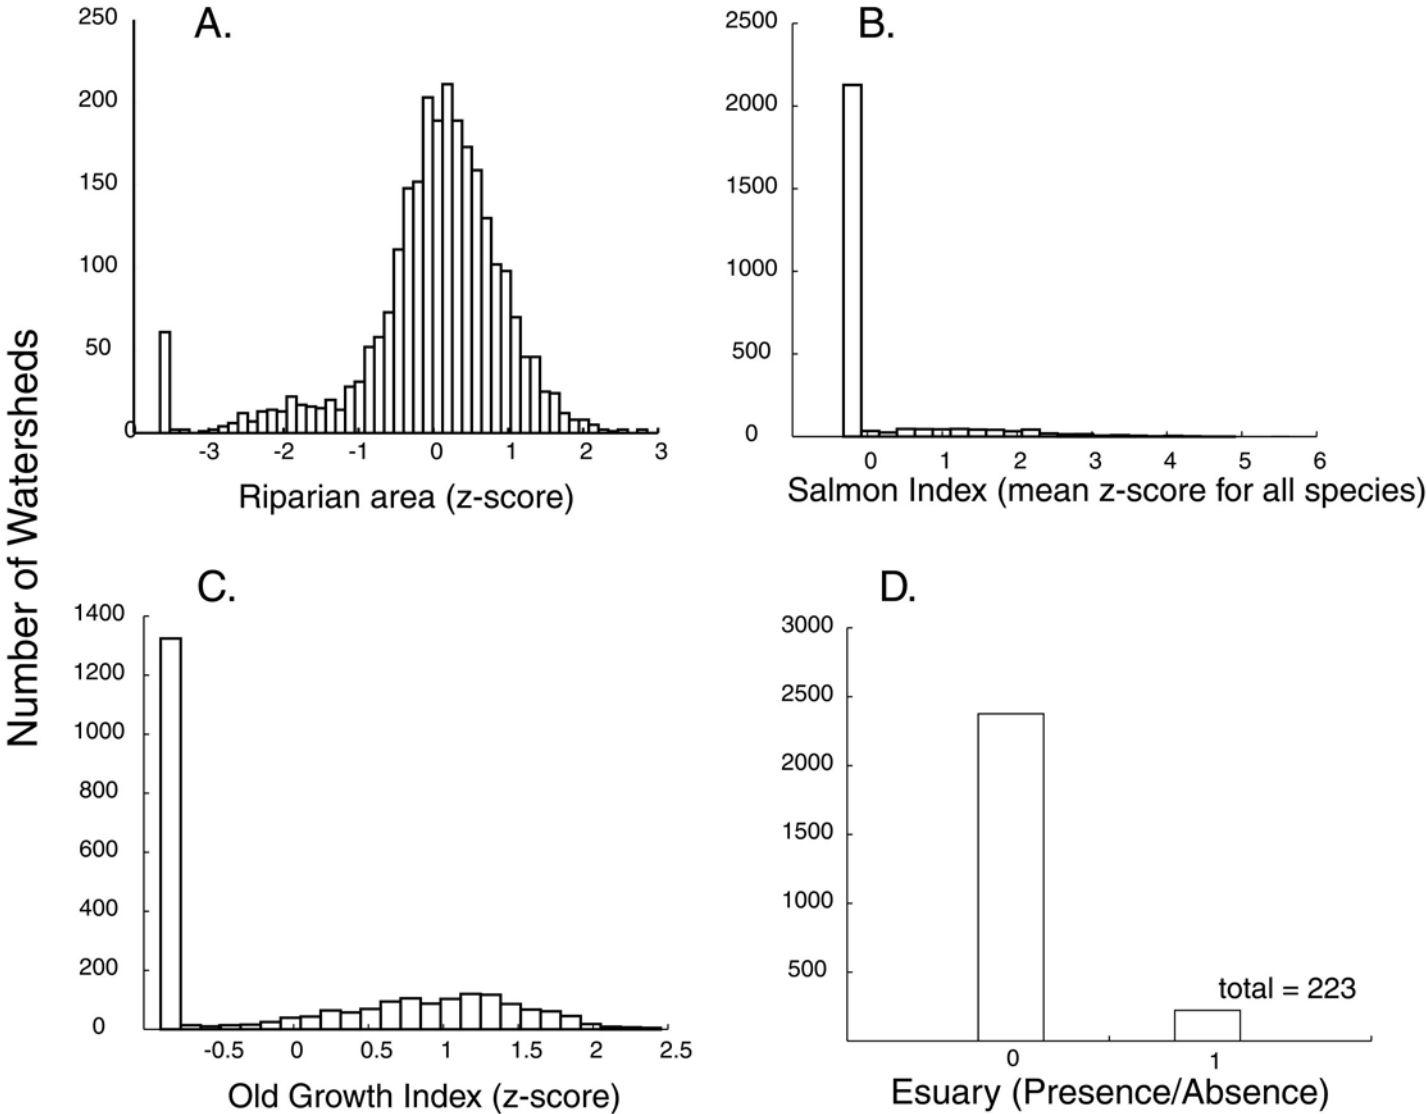 Number of Watersheds
A.
250
200
150
100
50
0
-3 -2 -1 0 1 2 3
Riparian area (z-score)
B.
2500
2000
1500
1000
500
0
0 1 2 3 4 5 6
Salmon Index (mean z-score for all species)
C.
1400
1200
1000
800
600
400
200
0
-0.5 0 0.5 1 1.5 2 2.5
Old Growth Index (z-score)
D.
3000
2500
2000
1500
1000
500
total = 223
0 1
Esuary (Presence/Absence)